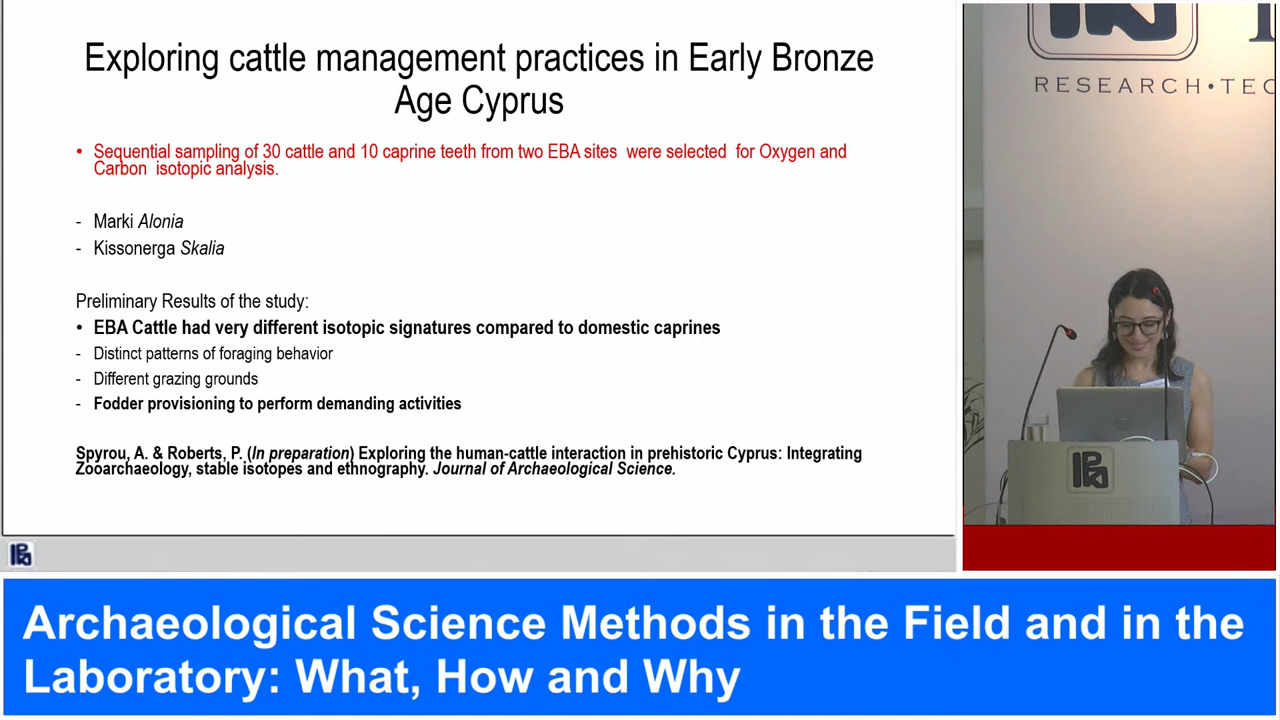 Exploring cattle management practices in Early Bronze
Age Cyprus
• Sequential sampling of 30 cattle and 10 caprine teeth from two EBA sites were selected for Oxygen and
Carbon isotopic analysis.
- Marki Alonia
- Kissonerga Skalia
Preliminary Results of the study:
• EBA Cattle had very different isotopic signatures compared to domestic caprines
- Distinct patterns of foraging behavior
- Different grazing grounds
- Fodder provisioning to perform demanding activities
Spyrou, A. & Roberts, P. (In preparation) Exploring the human-cattle interaction in prehistoric Cyprus: Integrating
Zooarchaeology, stable isotopes and ethnography. Journal of Archaeological Science.
RESEARCH•TEC
Archaeological Science Methods in the Field and in the
Laboratory: What, How and Why